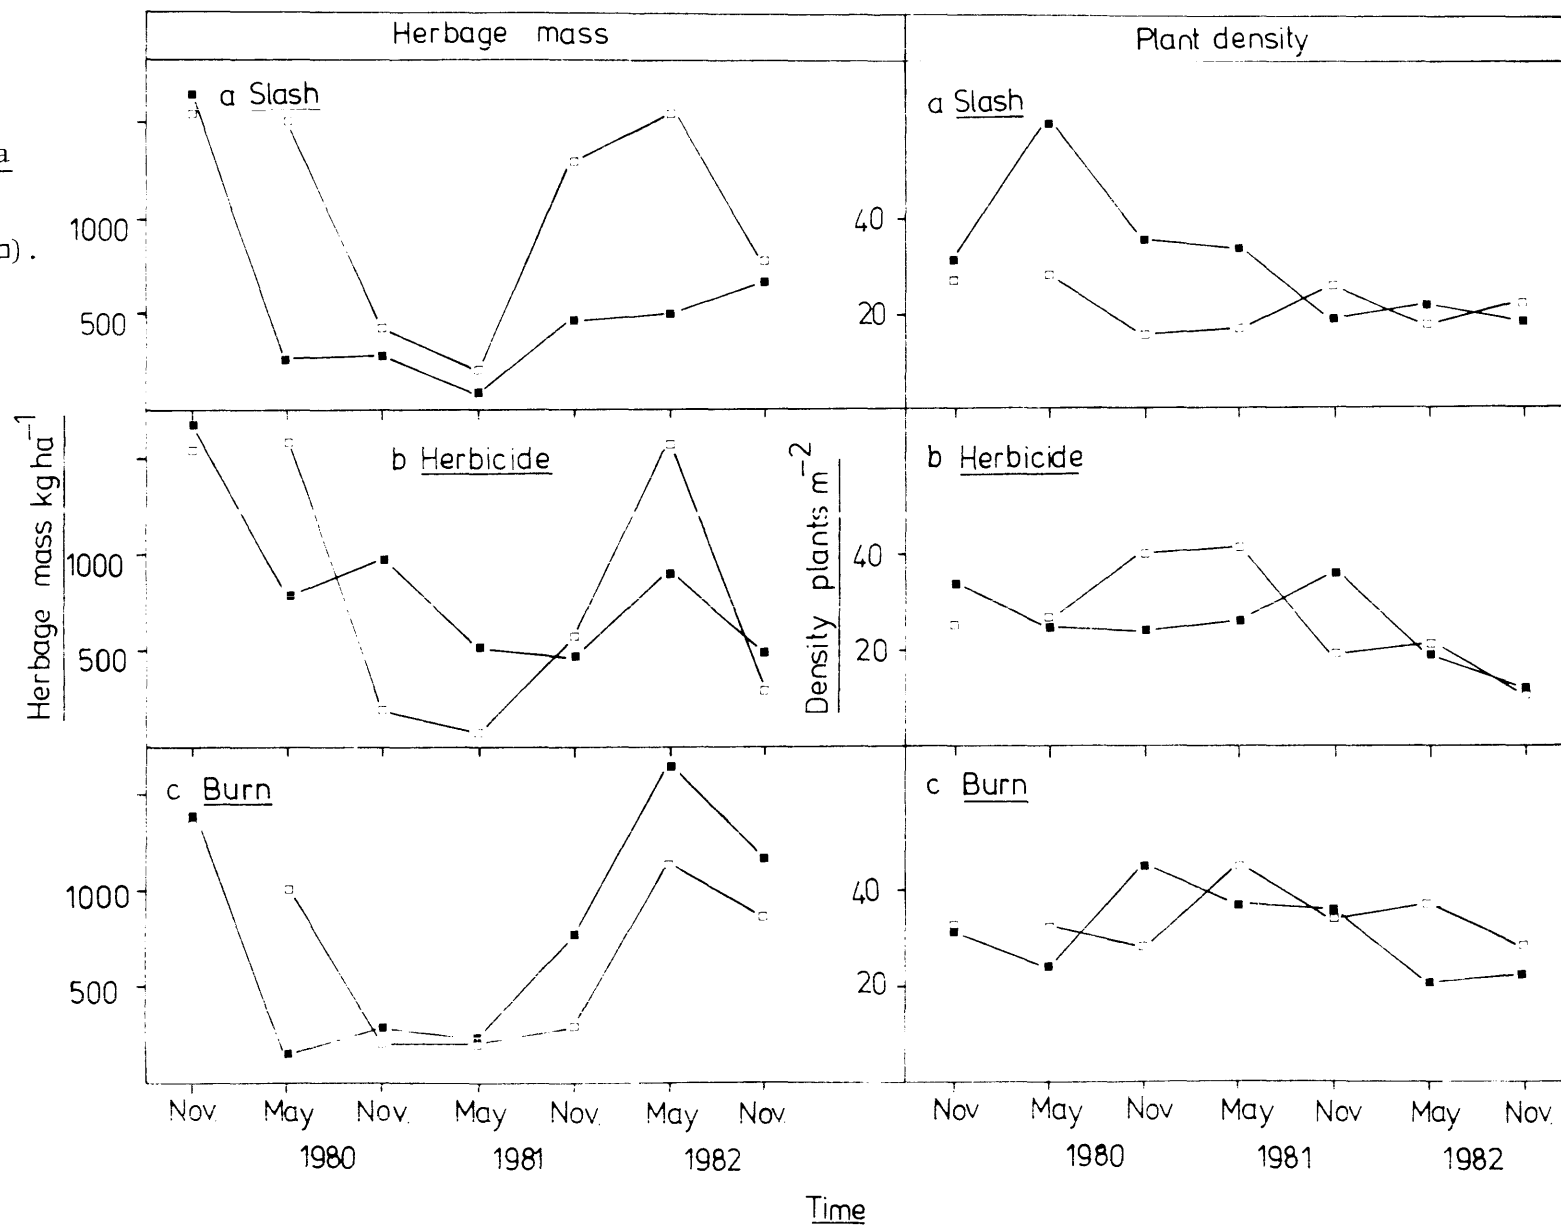 Herbage mass
Plant density
a
□).
a Slash
1000
500
a Slash
40
20
Herbage mass kg ha⁻¹
b Herbicide
1000
500
Density plants m⁻²
b Herbicide
40
20
c Burn
1000
500
c Burn
40
20
Nov. May Nov. May Nov. May Nov.
1980 1981 1982
Nov May Nov May Nov May Nov
1980 1981 1982
Time